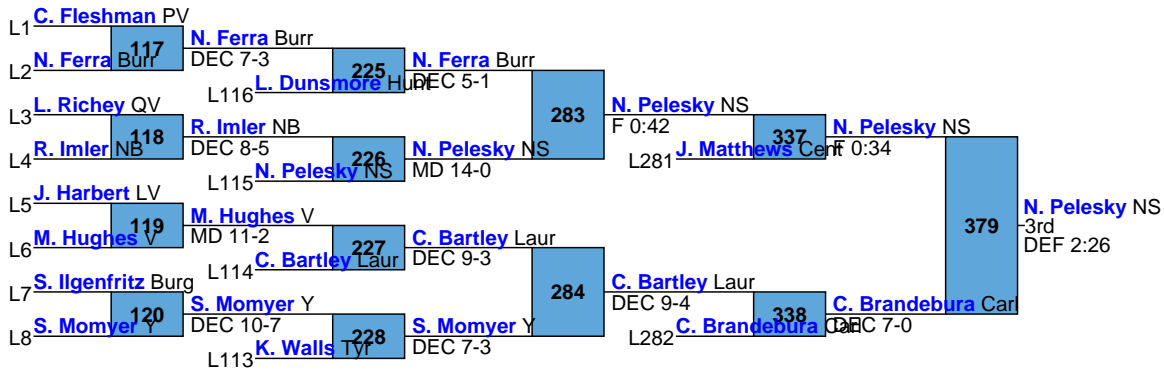 L1 C. Fleshman PV
117
L2 N. Ferra Burr
N. Ferra Burr
DEC 7-3
225
L116 L. Dunsmore Hunt
N. Ferra Burr
DEC 5-1
L3 L. Richey QV
118
L4 R. Imler NB
R. Imler NB
DEC 8-5
226
L115 N. Pelesky NS
N. Pelesky NS
MD 14-0
283
N. Pelesky NS
F 0:42
337
L281 J. Matthews Cent
N. Pelesky NS
F 0:34
L5 J. Harbert LV
119
L6 M. Hughes V
M. Hughes V
MD 11-2
227
L114 C. Bartley Laur
C. Bartley Laur
DEC 9-3
L7 S. Ilgenfritz Burg
120
L8 S. Momyer Y
S. Momyer Y
DEC 10-7
228
L113 K. Walls Tyr
S. Momyer Y
DEC 7-3
284
C. Bartley Laur
DEC 9-4
338
L282 C. Brandebura Carl
C. Brandebura Carl
DEC 7-0
379
N. Pelesky NS
3rd
DEF 2:26